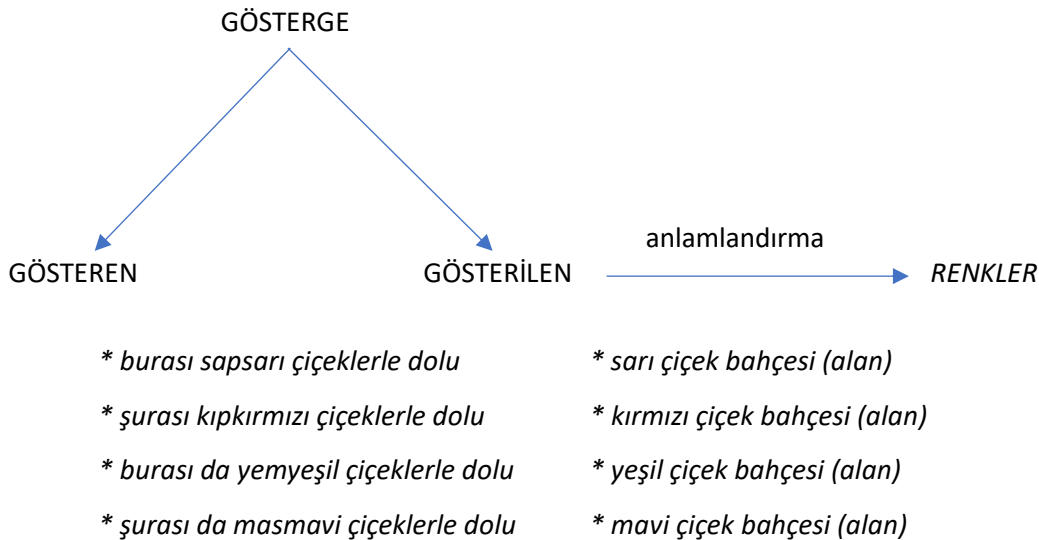 GÖSTERGE
anlamlandırma
GÖSTEREN GÖSTERİLEN RENKLER
* burası sapsarı çiçeklerle dolu * sarı çiçek bahçesi (alan)
* şurası kıpkırmızı çiçeklerle dolu * kırmızı çiçek bahçesi (alan)
* burası da yemyeşil çiçeklerle dolu * yeşil çiçek bahçesi (alan)
* şurası da masmavi çiçeklerle dolu * mavi çiçek bahçesi (alan)